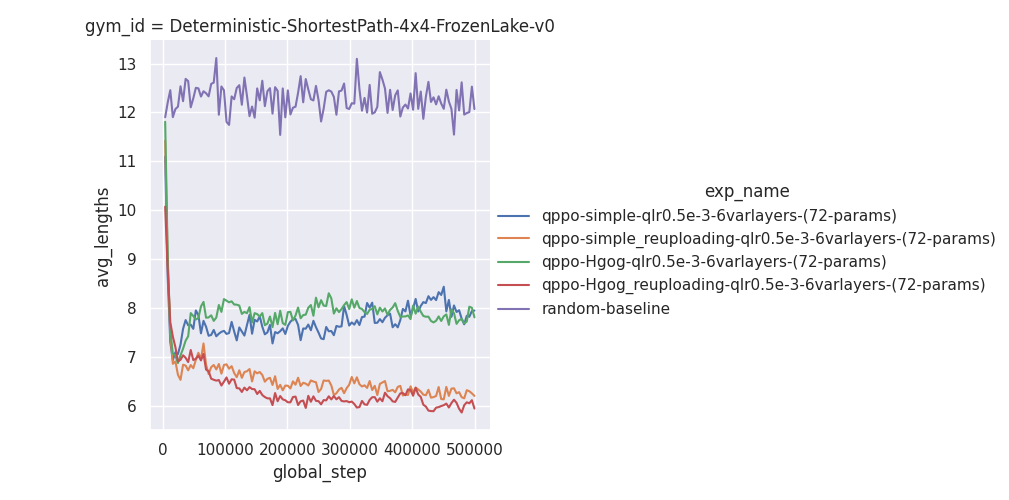 gym_id = Deterministic-ShortestPath-4x4-FrozenLake-v0
13
12
11
10
9
8
7
6
avg_lengths
0 100000 200000 300000 400000 500000
global_step
exp_name
qppo-simple-qlr0.5e-3-6varlayers-(72-params)
qppo-simple_reuploading-qlr0.5e-3-6varlayers-(72-params)
qppo-Hgog-qlr0.5e-3-6varlayers-(72-params)
qppo-Hgog_reuploading-qlr0.5e-3-6varlayers-(72-params)
random-baseline